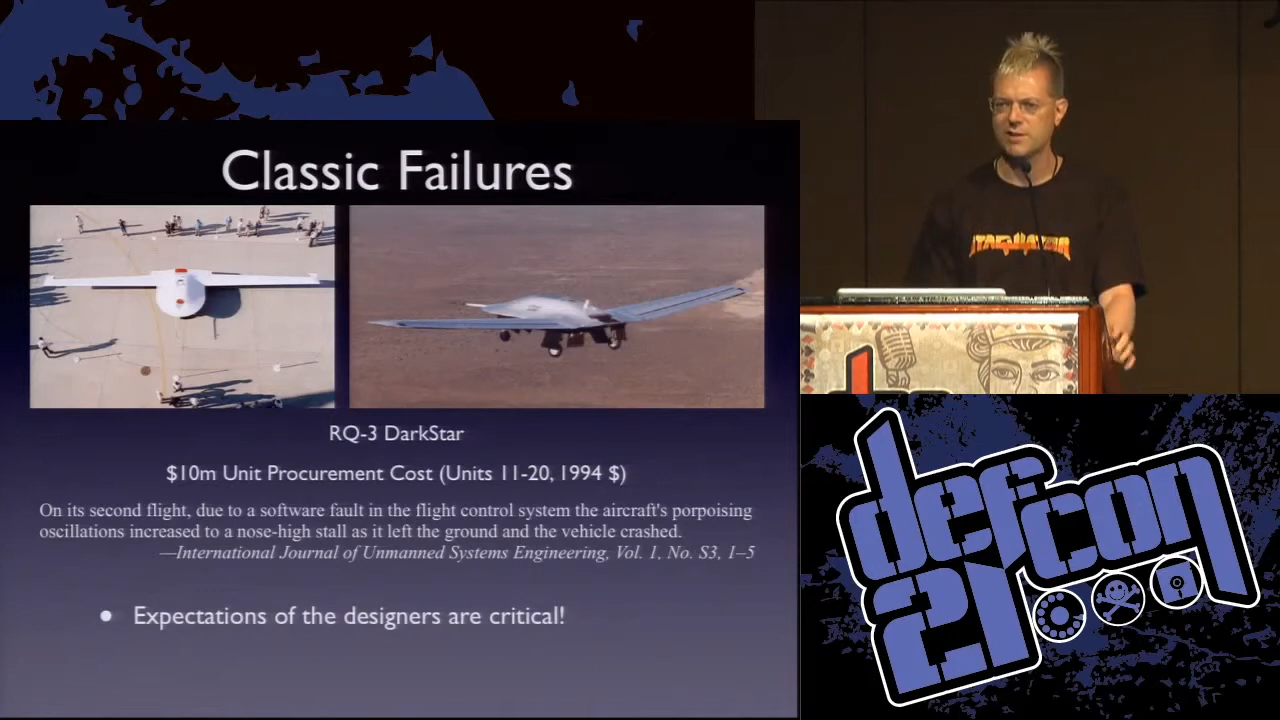 Classic Failures
RQ-3 DarkStar
$10m Unit Procurement Cost (Units 11-20, 1994 $)
On its second flight, due to a software fault in the flight control system the aircraft's porpoising
oscillations increased to a nose-high stall as it left the ground and the vehicle crashed.
—International Journal of Unmanned Systems Engineering, Vol. 1, No. S3, 1–5
• Expectations of the designers are critical!
defcon
21